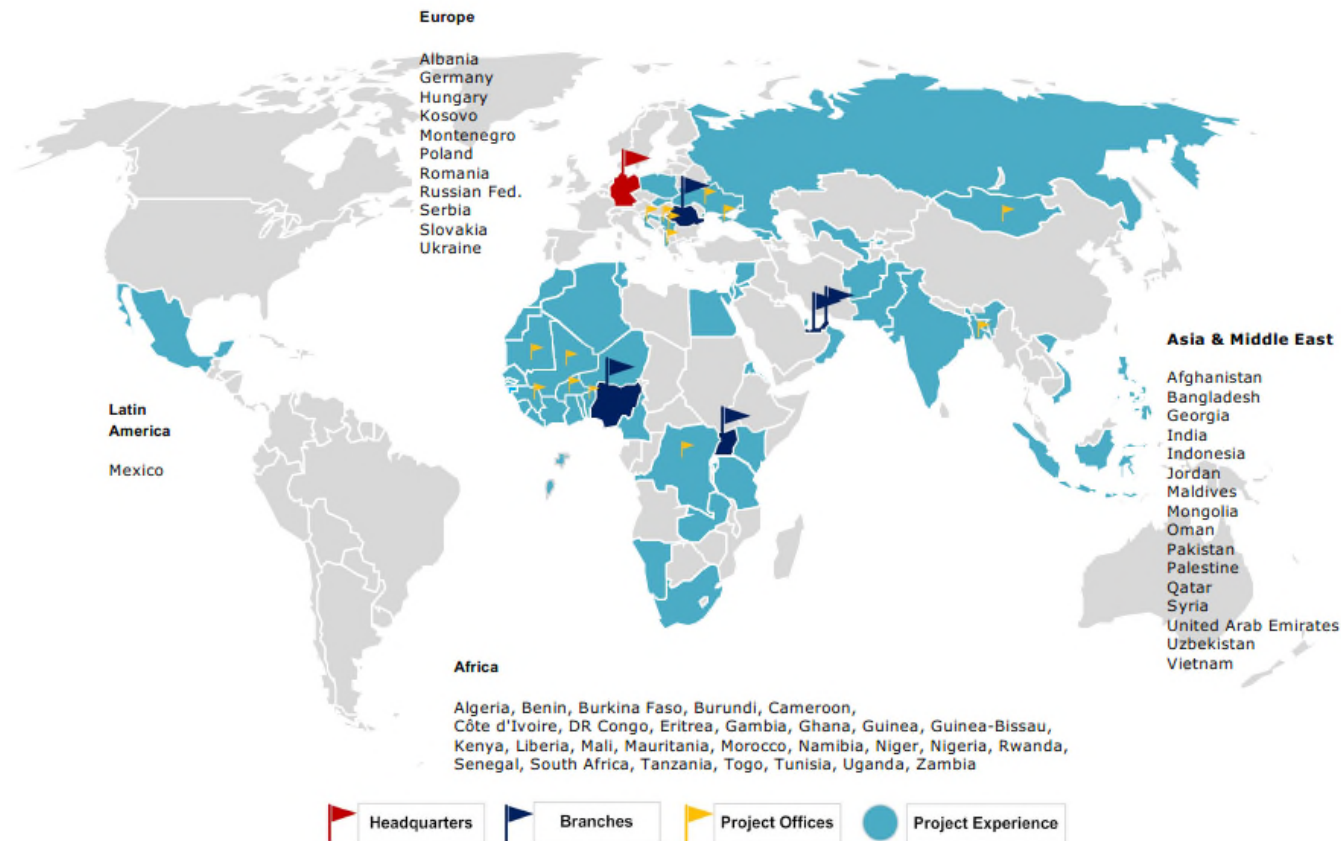 Europe
Albania
Germany
Hungary
Kosovo
Montenegro
Poland
Romania
Russian Fed.
Serbia
Slovakia
Ukraine
Asia & Middle East
Afghanistan
Bangladesh
Georgia
India
Indonesia
Jordan
Maldives
Mongolia
Oman
Pakistan
Palestine
Qatar
Syria
United Arab Emirates
Uzbekistan
Vietnam
Latin
America
Mexico
Africa
Algeria, Benin, Burkina Faso, Burundi, Cameroon,
Côte d'Ivoire, DR Congo, Eritrea, Gambia, Ghana, Guinea, Guinea-Bissau,
Kenya, Liberia, Mali, Mauritania, Morocco, Namibia, Niger, Nigeria, Rwanda,
Senegal, South Africa, Tanzania, Togo, Tunisia, Uganda, Zambia
Headquarters
Branches
Project Offices
Project Experience